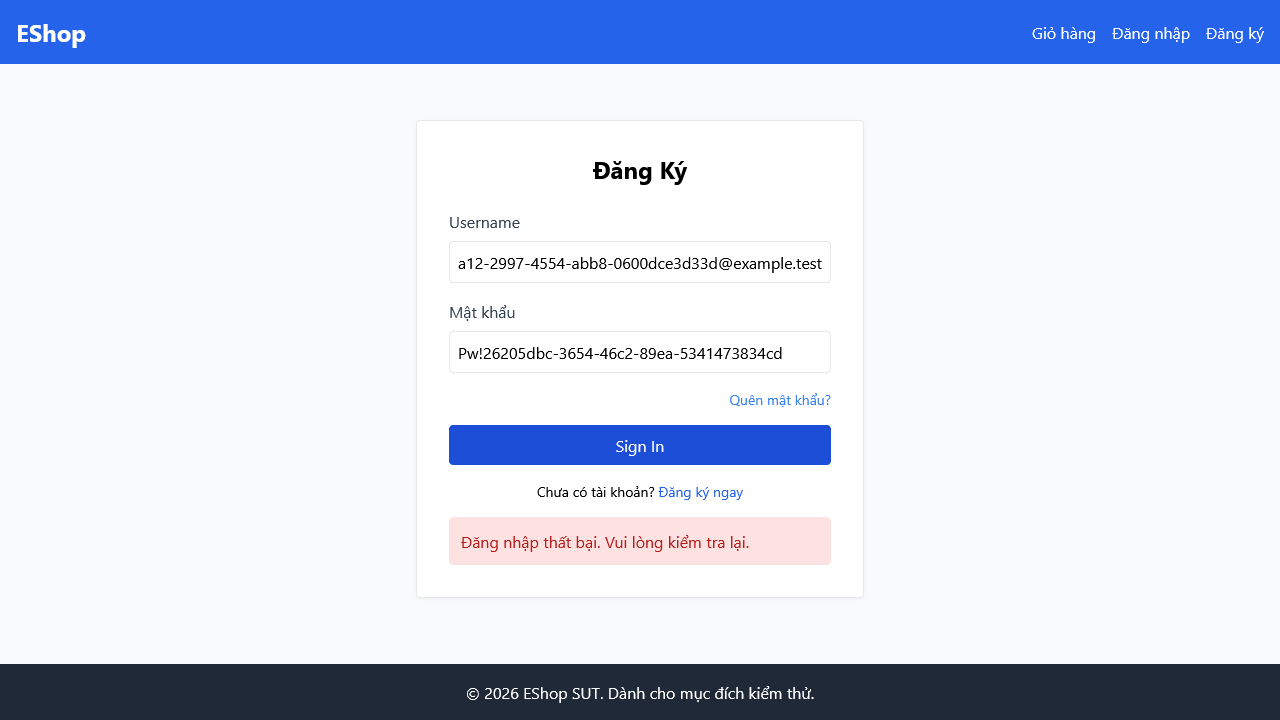 EShop
Giỏ hàng
Đăng nhập
Đăng ký
Đăng Ký
Username
a12-2997-4554-abb8-0600dce3d33d@example.test
Mật khẩu
Pw!26205dbc-3654-46c2-89ea-5341473834cd
Quên mật khẩu?
Sign In
Chưa có tài khoản? Đăng ký ngay
Đăng nhập thất bại. Vui lòng kiểm tra lại.
© 2026 EShop SUT. Dành cho mục đích kiểm thử.